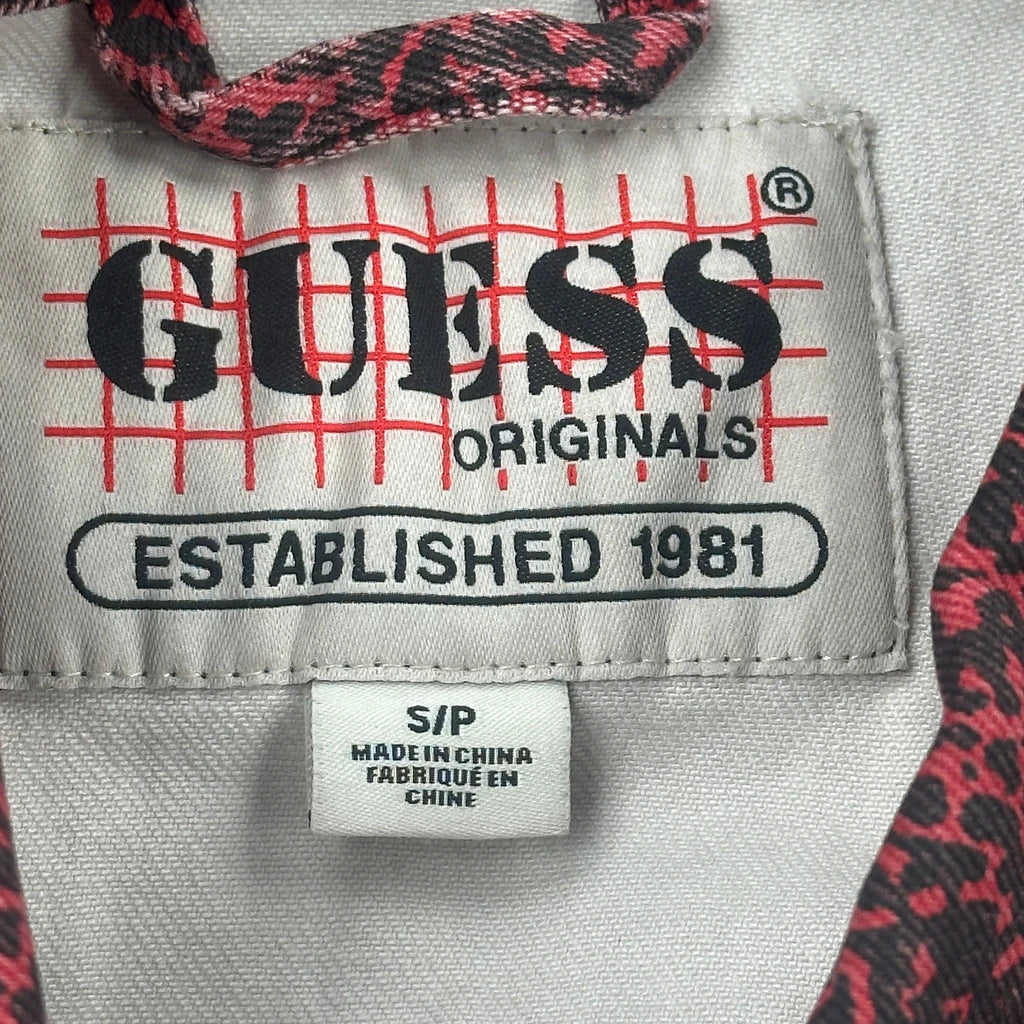 GUESS®
ORIGINALS
ESTABLISHED 1981
S/P
MADE IN CHINA
FABRIQUÉ EN
CHINE